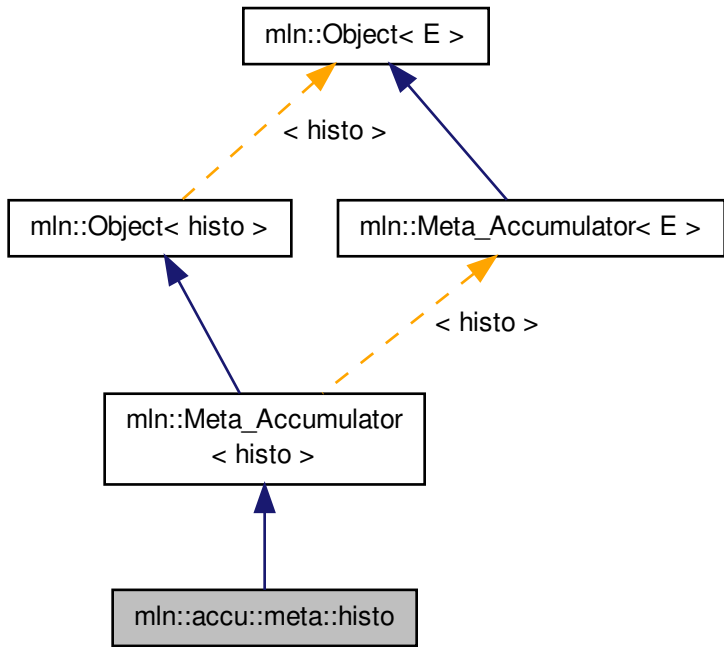 mln::Object< E >
< histo >
mln::Object< histo >
mln::Meta_Accumulator< E >
< histo >
mln::Meta_Accumulator
< histo >
mln::accu::meta::histo